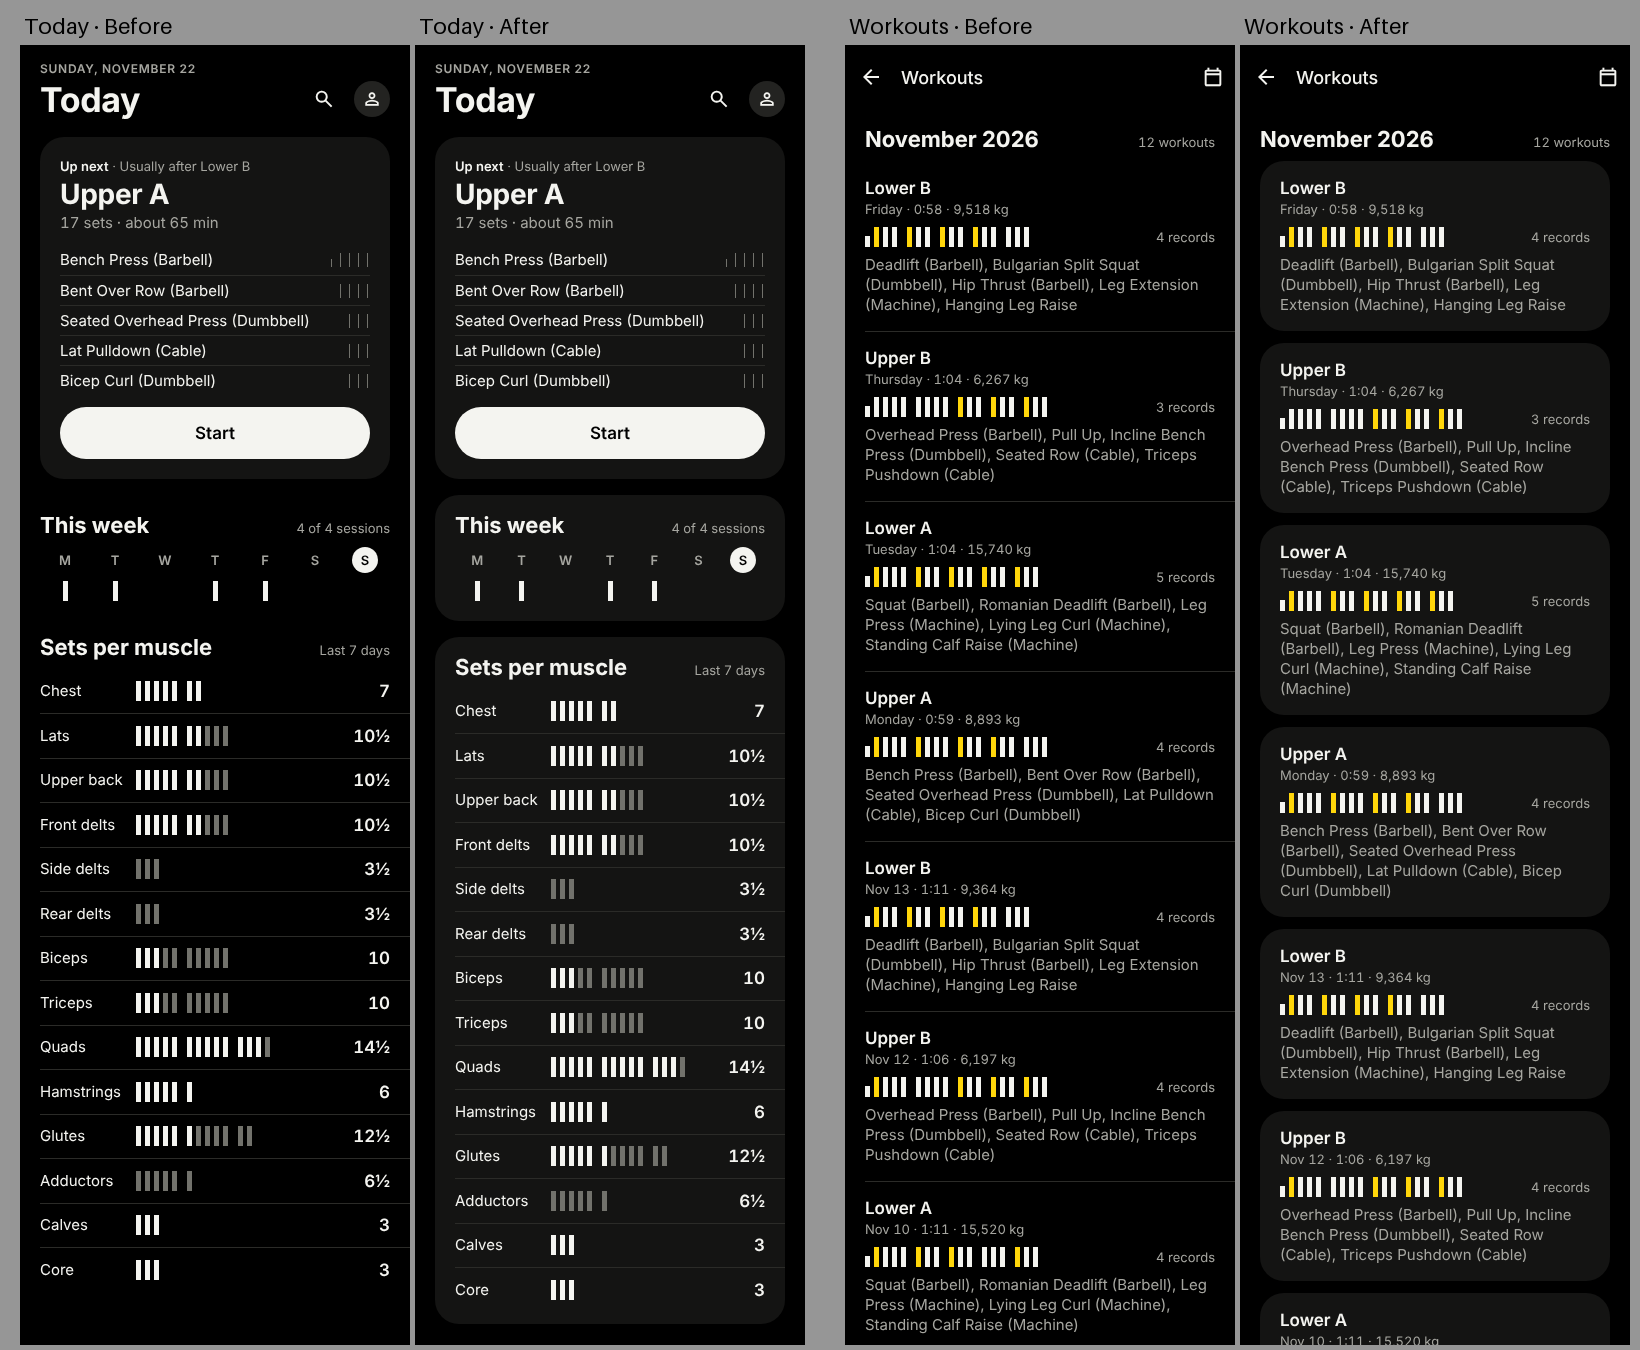 Today · Before
SUNDAY, NOVEMBER 22
Today
Up next · Usually after Lower B
Upper A
17 sets · about 65 min
Bench Press (Barbell)
Bent Over Row (Barbell)
Seated Overhead Press (Dumbbell)
Lat Pulldown (Cable)
Bicep Curl (Dumbbell)
Start
This week 4 of 4 sessions
M T W T F S S
Sets per muscle Last 7 days
Chest 7
Lats 10½
Upper back 10½
Front delts 10½
Side delts 3½
Rear delts 3½
Biceps 10
Triceps 10
Quads 14½
Hamstrings 6
Glutes 12½
Adductors 6½
Calves 3
Core 3
Today · After
SUNDAY, NOVEMBER 22
Today
Up next · Usually after Lower B
Upper A
17 sets · about 65 min
Bench Press (Barbell)
Bent Over Row (Barbell)
Seated Overhead Press (Dumbbell)
Lat Pulldown (Cable)
Bicep Curl (Dumbbell)
Start
This week 4 of 4 sessions
M T W T F S S
Sets per muscle Last 7 days
Chest 7
Lats 10½
Upper back 10½
Front delts 10½
Side delts 3½
Rear delts 3½
Biceps 10
Triceps 10
Quads 14½
Hamstrings 6
Glutes 12½
Adductors 6½
Calves 3
Core 3
Workouts · Before
Workouts
November 2026 12 workouts
Lower B
Friday · 0:58 · 9,518 kg
4 records
Deadlift (Barbell), Bulgarian Split Squat
(Dumbbell), Hip Thrust (Barbell), Leg Extension
(Machine), Hanging Leg Raise
Upper B
Thursday · 1:04 · 6,267 kg
3 records
Overhead Press (Barbell), Pull Up, Incline Bench
Press (Dumbbell), Seated Row (Cable), Triceps
Pushdown (Cable)
Lower A
Tuesday · 1:04 · 15,740 kg
5 records
Squat (Barbell), Romanian Deadlift (Barbell), Leg
Press (Machine), Lying Leg Curl (Machine),
Standing Calf Raise (Machine)
Upper A
Monday · 0:59 · 8,893 kg
4 records
Bench Press (Barbell), Bent Over Row (Barbell),
Seated Overhead Press (Dumbbell), Lat Pulldown
(Cable), Bicep Curl (Dumbbell)
Lower B
Nov 13 · 1:11 · 9,364 kg
4 records
Deadlift (Barbell), Bulgarian Split Squat
(Dumbbell), Hip Thrust (Barbell), Leg Extension
(Machine), Hanging Leg Raise
Upper B
Nov 12 · 1:06 · 6,197 kg
4 records
Overhead Press (Barbell), Pull Up, Incline Bench
Press (Dumbbell), Seated Row (Cable), Triceps
Pushdown (Cable)
Lower A
Nov 10 · 1:11 · 15,520 kg
4 records
Squat (Barbell), Romanian Deadlift (Barbell), Leg
Press (Machine), Lying Leg Curl (Machine),
Standing Calf Raise (Machine)
Workouts · After
Workouts
November 2026 12 workouts
Lower B
Friday · 0:58 · 9,518 kg
4 records
Deadlift (Barbell), Bulgarian Split Squat
(Dumbbell), Hip Thrust (Barbell), Leg
Extension (Machine), Hanging Leg Raise
Upper B
Thursday · 1:04 · 6,267 kg
3 records
Overhead Press (Barbell), Pull Up, Incline
Bench Press (Dumbbell), Seated Row
(Cable), Triceps Pushdown (Cable)
Lower A
Tuesday · 1:04 · 15,740 kg
5 records
Squat (Barbell), Romanian Deadlift
(Barbell), Leg Press (Machine), Lying Leg
Curl (Machine), Standing Calf Raise
(Machine)
Upper A
Monday · 0:59 · 8,893 kg
4 records
Bench Press (Barbell), Bent Over Row
(Barbell), Seated Overhead Press
(Dumbbell), Lat Pulldown (Cable), Bicep
Curl (Dumbbell)
Lower B
Nov 13 · 1:11 · 9,364 kg
4 records
Deadlift (Barbell), Bulgarian Split Squat
(Dumbbell), Hip Thrust (Barbell), Leg
Extension (Machine), Hanging Leg Raise
Upper B
Nov 12 · 1:06 · 6,197 kg
4 records
Overhead Press (Barbell), Pull Up, Incline
Bench Press (Dumbbell), Seated Row
(Cable), Triceps Pushdown (Cable)
Lower A
Nov 10 · 1:11 · 15,520 kg